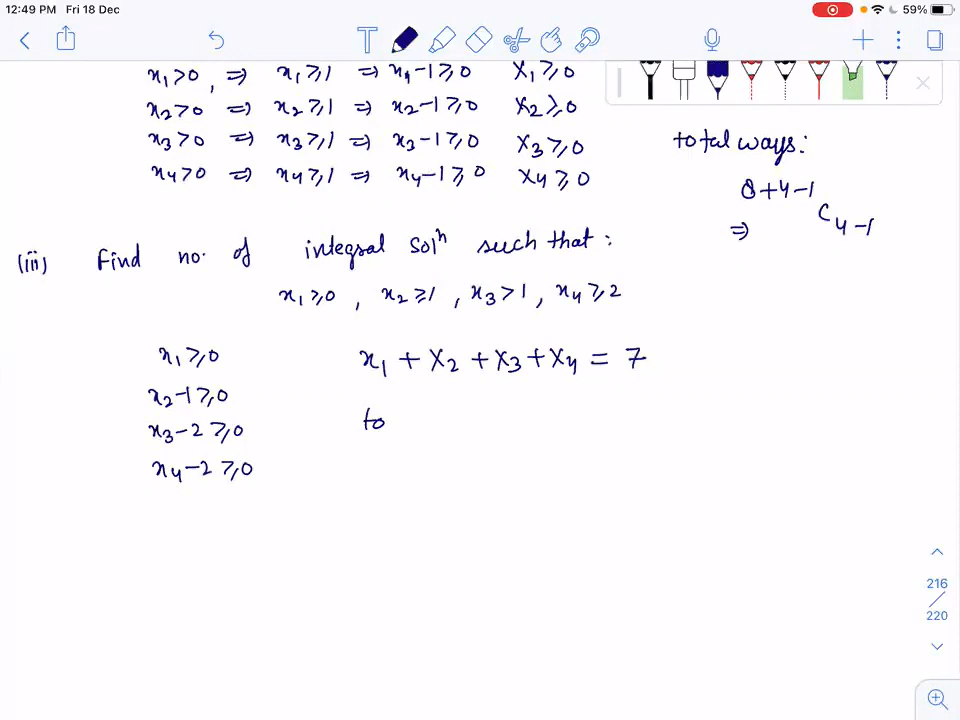 12:49 PM Fri 18 Dec 59%
x₁>0, ⇒ x₁≥1 ⇒ x₁-1≥0 X₁≥0
x₂>0 ⇒ x₂≥1 ⇒ x₂-1≥0 X₂≥0
x₃>0 ⇒ x₃≥1 ⇒ x₃-1≥0 X₃≥0
x₄>0 ⇒ x₄≥1 ⇒ x₄-1≥0 X₄≥0
total ways:
⇒ ⁸⁺⁴⁻¹C₄₋₁
(iii) Find no. of integral solⁿ such that:
x₁≥0, x₂≥1, x₃>1, x₄≥2
x₁≥0 x₁ + X₂ + X₃ + X₄ = 7
x₂-1≥0
x₃-2≥0 to
x₄-2≥0
216
/
220